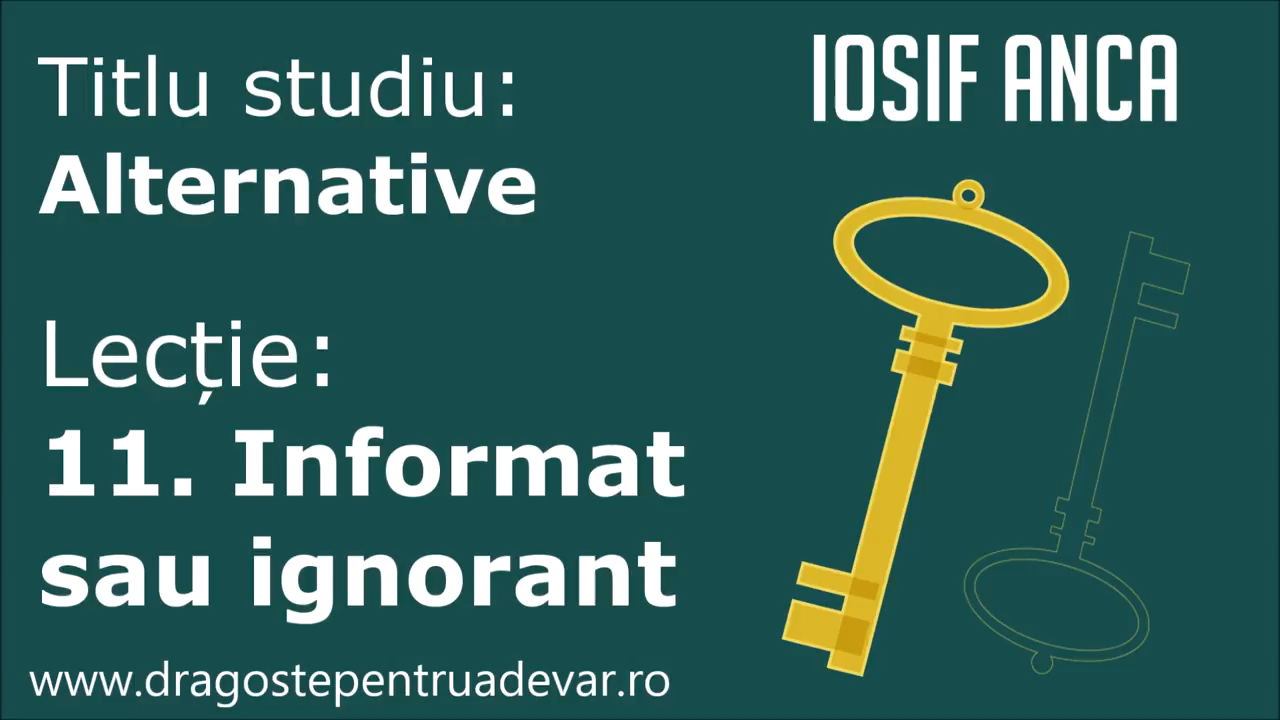 Titlu studiu:
Alternative
Lecție:
11. Informat
sau ignorant
www.dragostepentruadevar.ro
IOSIF ANCA